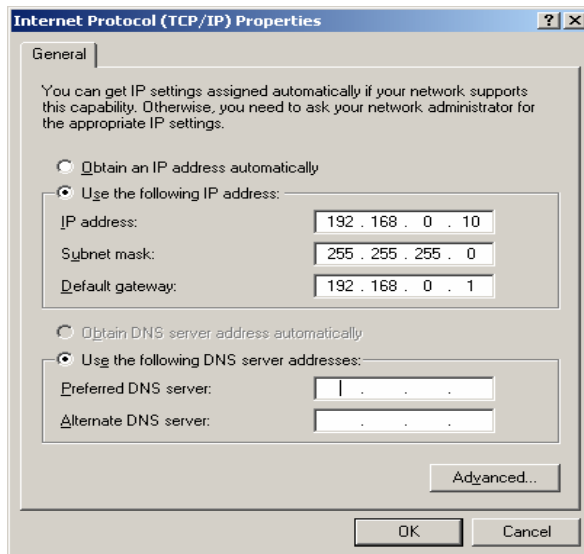 Internet Protocol (TCP/IP) Properties
General
You can get IP settings assigned automatically if your network supports
this capability. Otherwise, you need to ask your network administrator for
the appropriate IP settings.
Obtain an IP address automatically
Use the following IP address:
IP address: 192 . 168 . 0 . 10
Subnet mask: 255 . 255 . 255 . 0
Default gateway: 192 . 168 . 0 . 1
Obtain DNS server address automatically
Use the following DNS server addresses:
Preferred DNS server: . . .
Alternate DNS server: . . .
Advanced...
OK Cancel